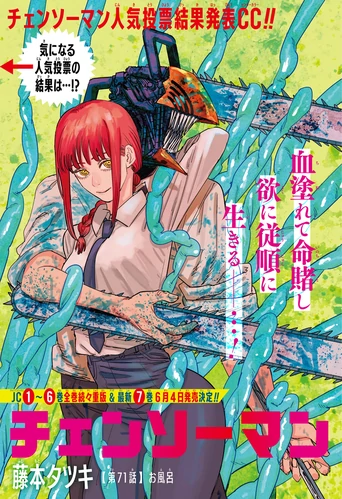 チェンソーマン人気投票結果発表CC!!
気になる
人気投票の
結果は…!?
血塗れて命賭し
欲に従順に
生きる――…!
JC①〜⑥巻全巻続々重版&最新⑦巻6月4日発売決定!!
チェンソーマン
藤本タツキ
【第71話】お風呂